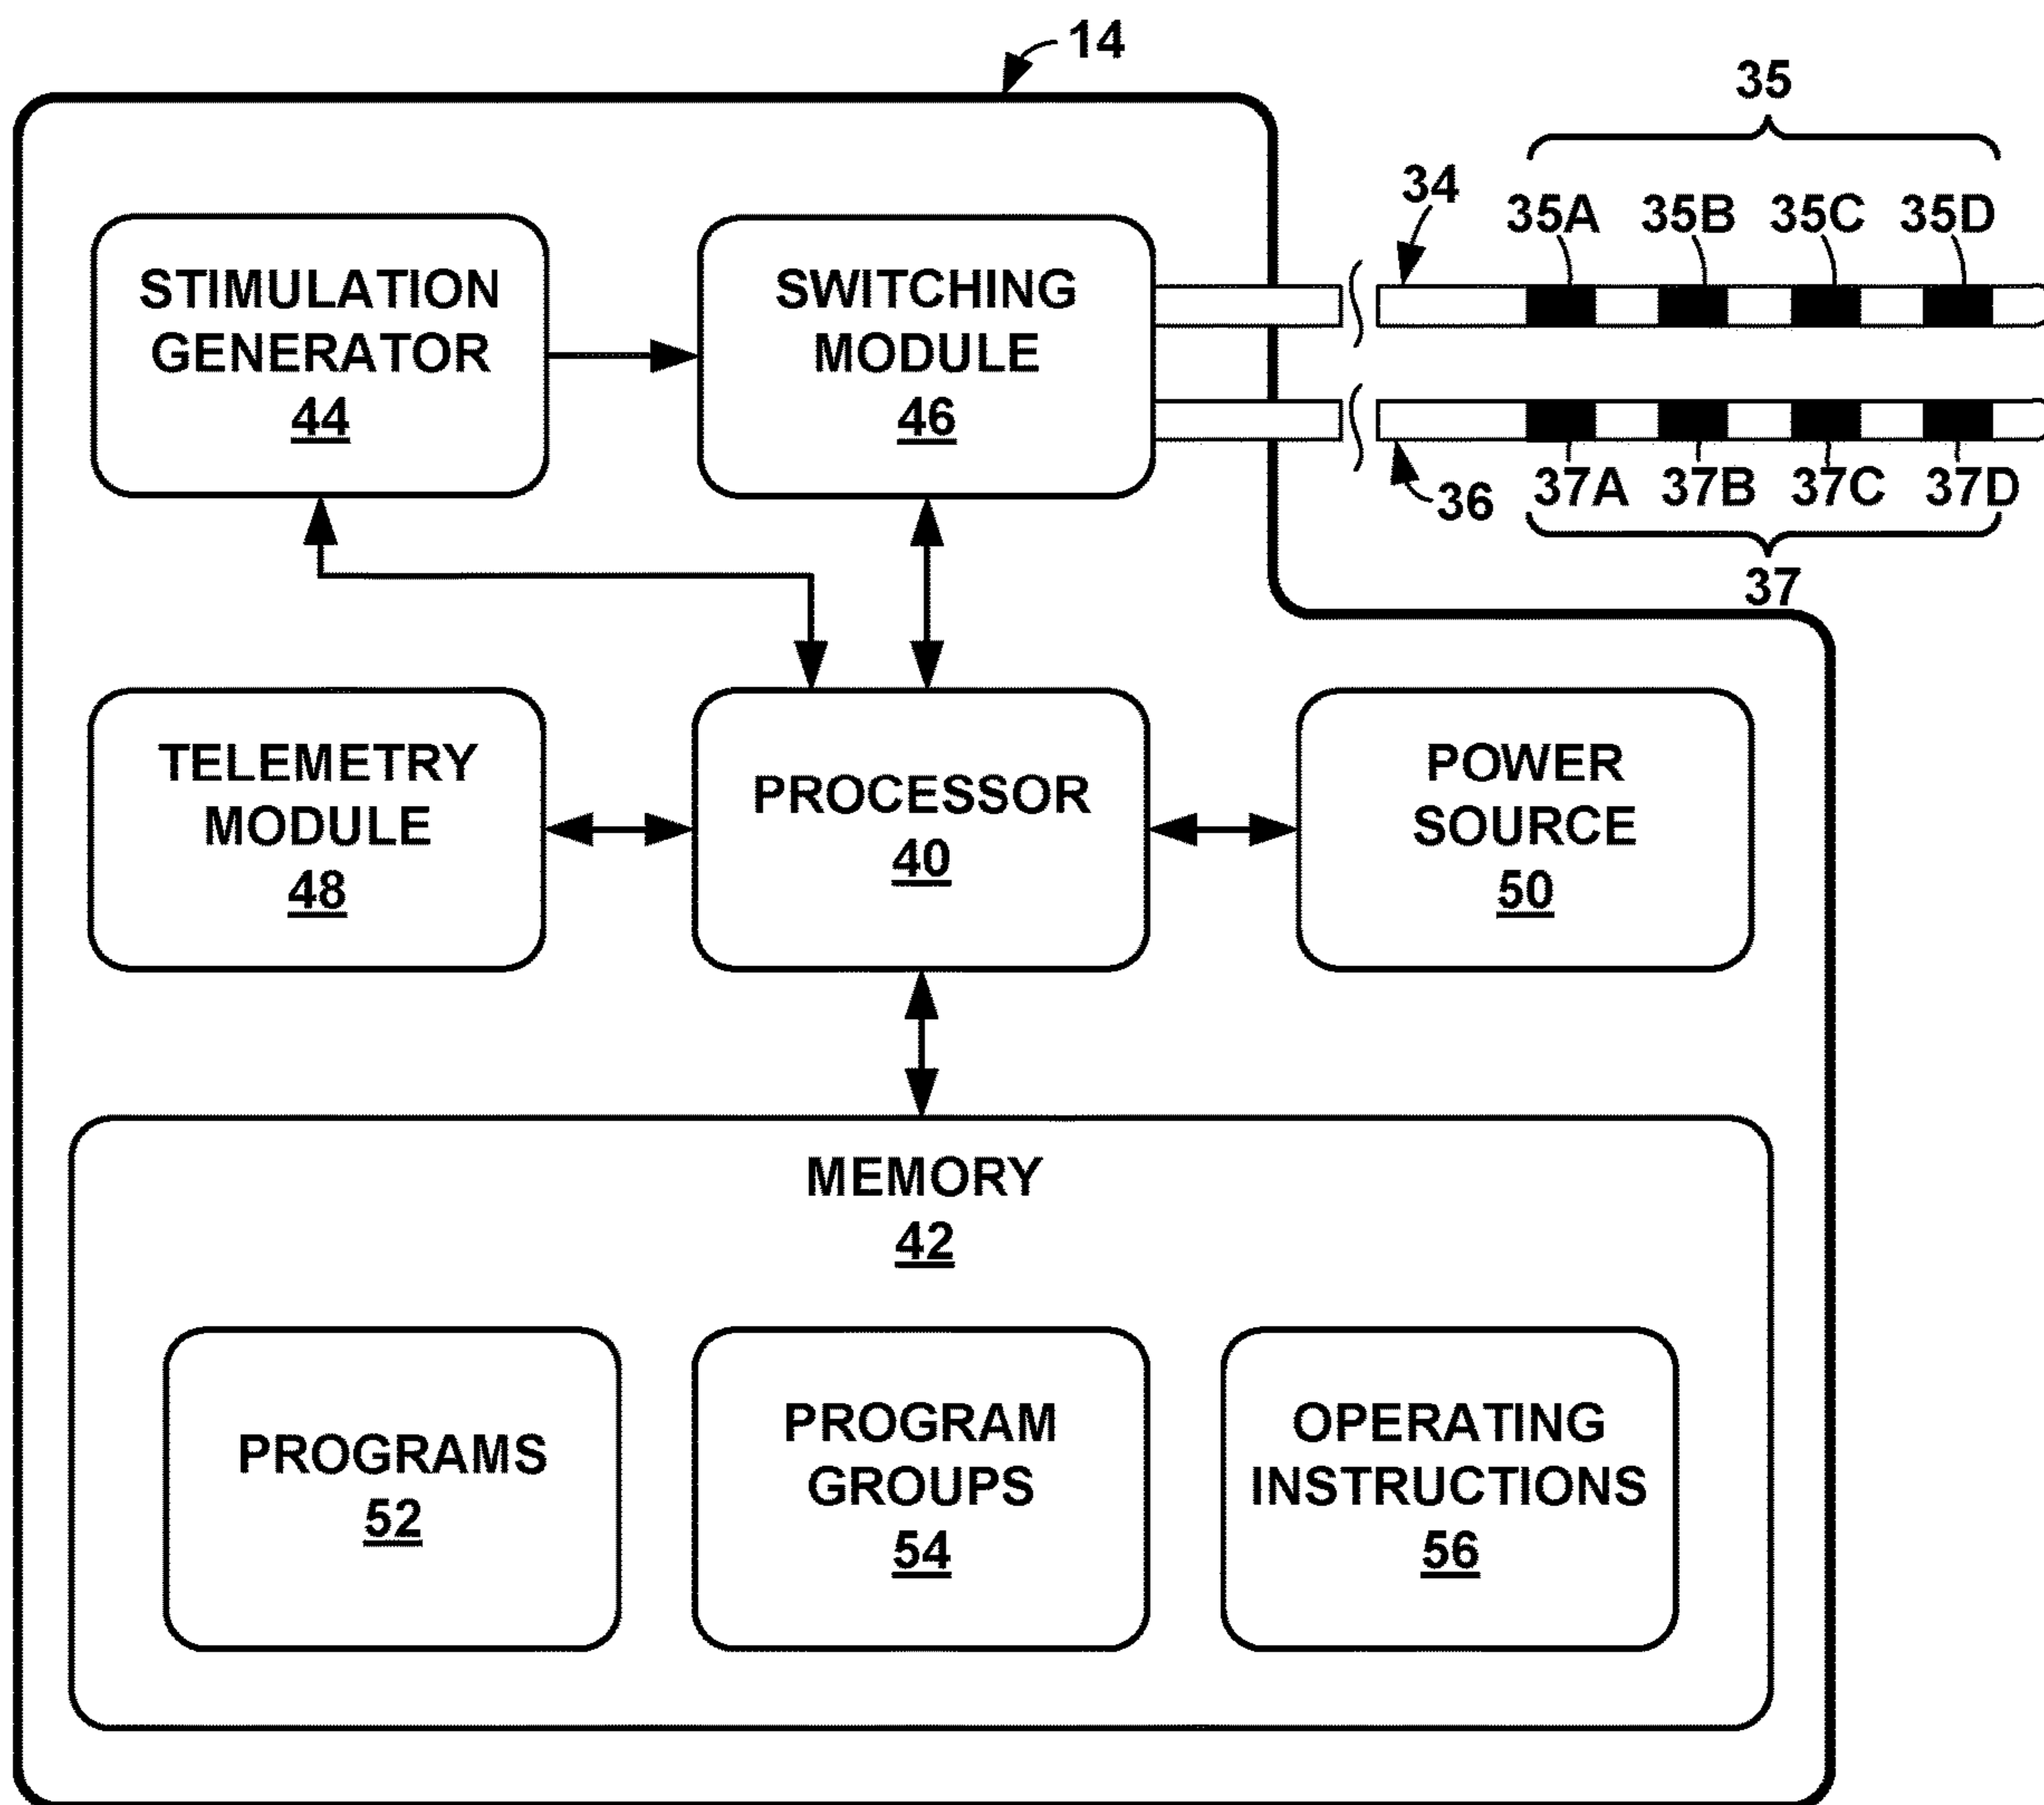 14
35
34
35A 35B 35C 35D
STIMULATION
GENERATOR
44
SWITCHING
MODULE
46
36
37A 37B 37C 37D
37
TELEMETRY
MODULE
48
PROCESSOR
40
POWER
SOURCE
50
MEMORY
42
PROGRAMS
52
PROGRAM
GROUPS
54
OPERATING
INSTRUCTIONS
56